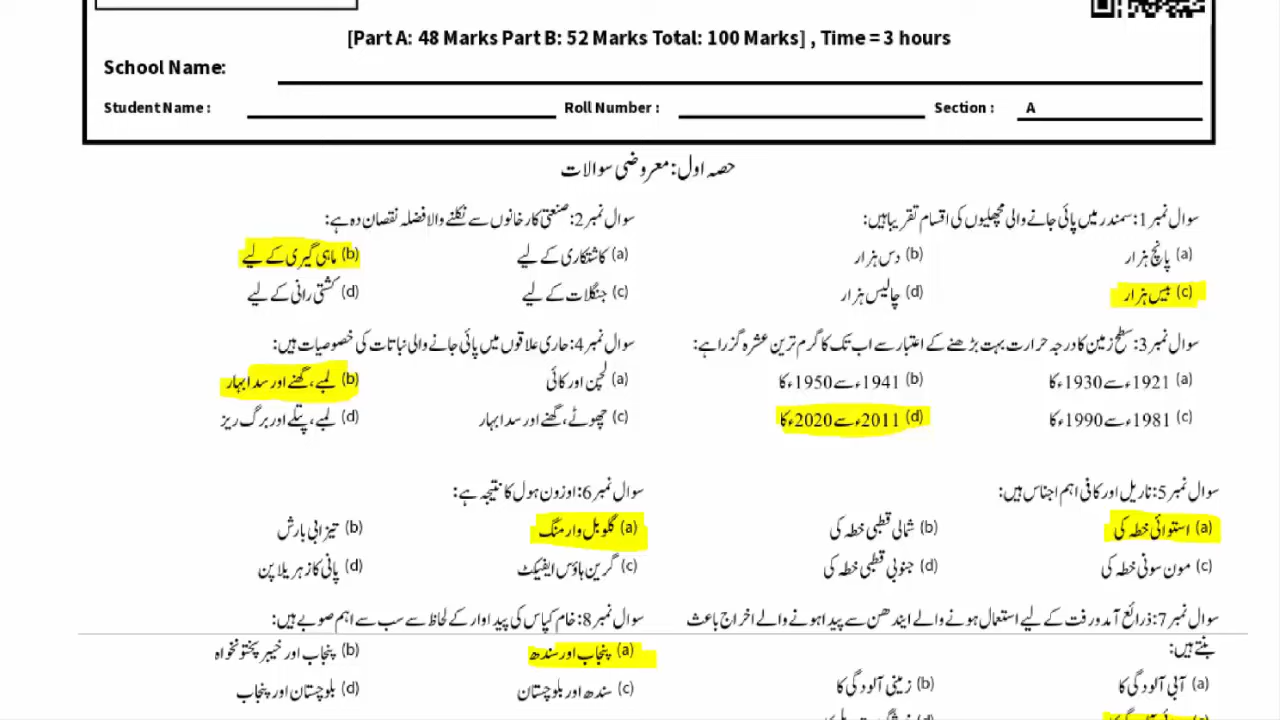 [Part A: 48 Marks Part B: 52 Marks Total: 100 Marks] , Time = 3 hours
School Name:
Student Name : Roll Number : Section : A
حصہ اول: معروضی سوالات
سوال نمبر 1: سمندر میں پائی جانے والی مچھلیوں کی اقسام تقریباً ہیں:
(a) پانچ ہزار (b) دس ہزار
(c) بیس ہزار (d) چالیس ہزار
سوال نمبر 2: صنعتی کارخانوں سے نکلنے والا فضلہ نقصان دہ ہے:
(a) کاشتکاری کے لیے (b) ماہی گیری کے لیے
(c) جنگلات کے لیے (d) کشتی رانی کے لیے
سوال نمبر 3: سطح زمین کا درجہ حرارت بہت بڑھنے کے اعتبار سے اب تک کا گرم ترین عشرہ گزرا ہے:
(a) 1921ء سے 1930ء کا (b) 1941ء سے 1950ء کا
(c) 1981ء سے 1990ء کا (d) 2011ء سے 2020ء کا
سوال نمبر 4: حاری علاقوں میں پائی جانے والی نباتات کی خصوصیات ہیں:
(a) لچن اور کائی (b) لمبے، گھنے اور سدا بہار
(c) چھوٹے، گھنے اور سدا بہار (d) لمبے، پتلے اور برگ ریز
سوال نمبر 5: ناریل اور کافی اہم اجناس ہیں:
(a) استوائی خطہ کی (b) شمالی قطبی خطہ کی
(c) مون سونی خطہ کی (d) جنوبی قطبی خطہ کی
سوال نمبر 6: اوزون ہول کا نتیجہ ہے:
(a) گلوبل وارمنگ (b) تیزابی بارش
(c) گرین ہاؤس ایفیکٹ (d) پانی کا زہریلا پن
سوال نمبر 7: ذرائع آمدورفت کے لیے استعمال ہونے والے ایندھن سے پیدا ہونے والے اخراج باعث
بنتے ہیں:
(a) آبی آلودگی کا (b) زمینی آلودگی کا
سوال نمبر 8: خام کپاس کی پیداوار کے لحاظ سے سب سے اہم صوبے ہیں:
(a) پنجاب اور سندھ (b) پنجاب اور خیبر پختونخواہ
(c) سندھ اور بلوچستان (d) بلوچستان اور پنجاب